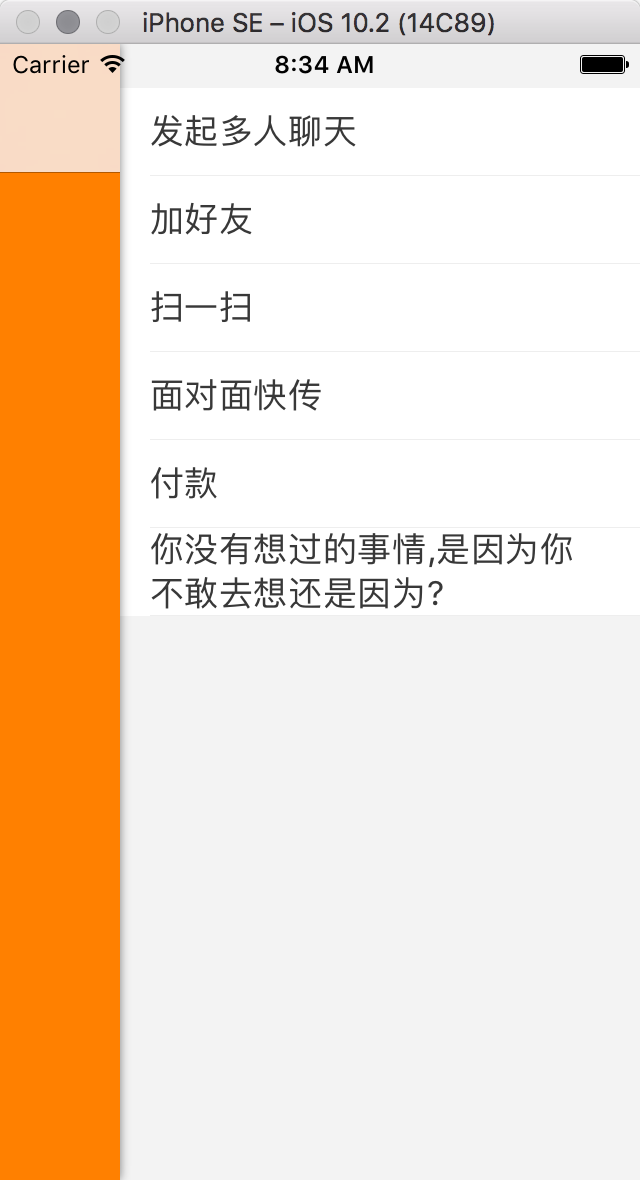 iPhone SE – iOS 10.2 (14C89)
Carrier 8:34 AM
发起多人聊天
加好友
扫一扫
面对面快传
付款
你没有想过的事情,是因为你
不敢去想还是因为?